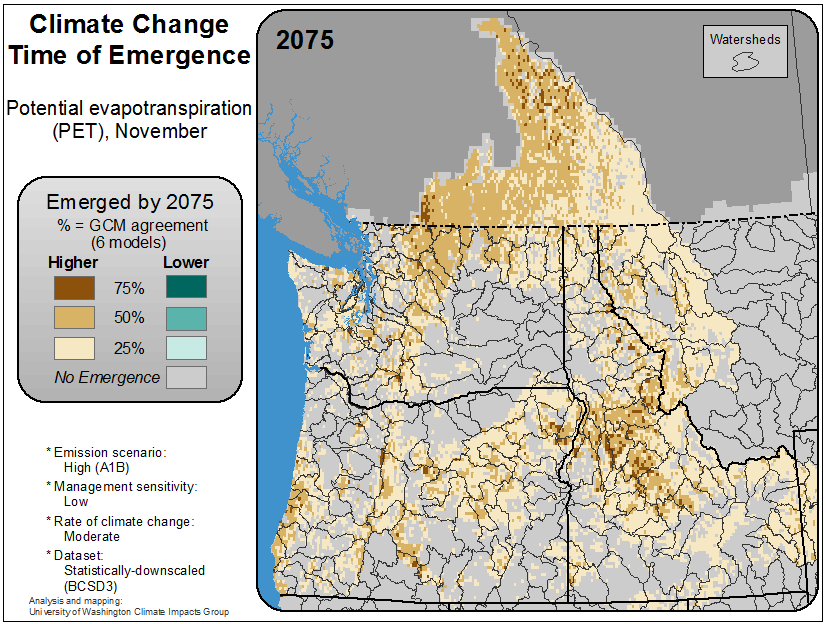 Climate Change
Time of Emergence
Potential evapotranspiration
(PET), November
Emerged by 2075
% = GCM agreement
(6 models)
Higher
Lower
75%
50%
25%
No Emergence
* Emission scenario:
High (A1B)
* Management sensitivity:
Low
* Rate of climate change:
Moderate
* Dataset:
Statistically-downscaled
(BCSD3)
Analysis and mapping:
University of Washington Climate Impacts Group
2075
Watersheds